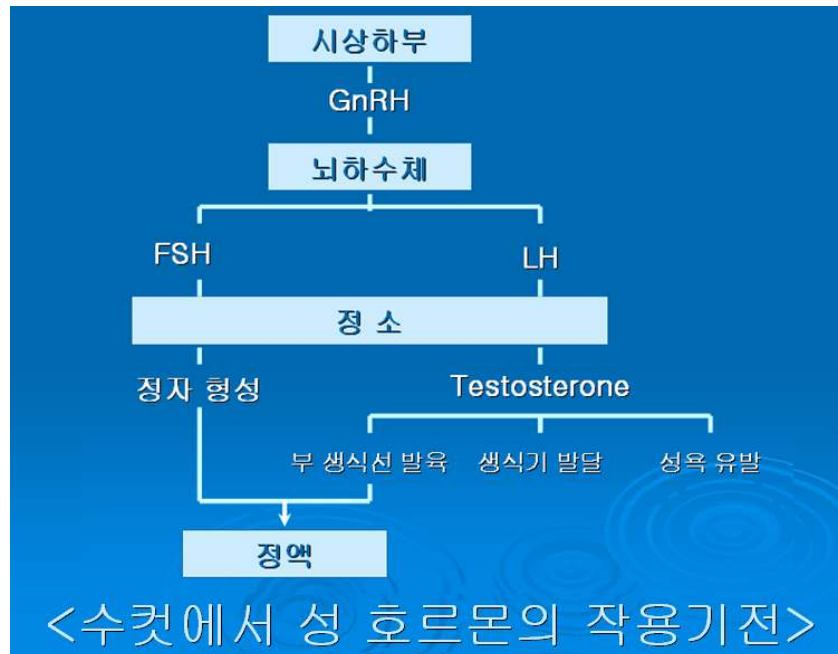 시상하부
GnRH
뇌하수체
FSH LH
정 소
정자 형성 Testosterone
부 생식선 발육 생식기 발달 성욕 유발
정액
<수컷에서 성 호르몬의 작용기전>